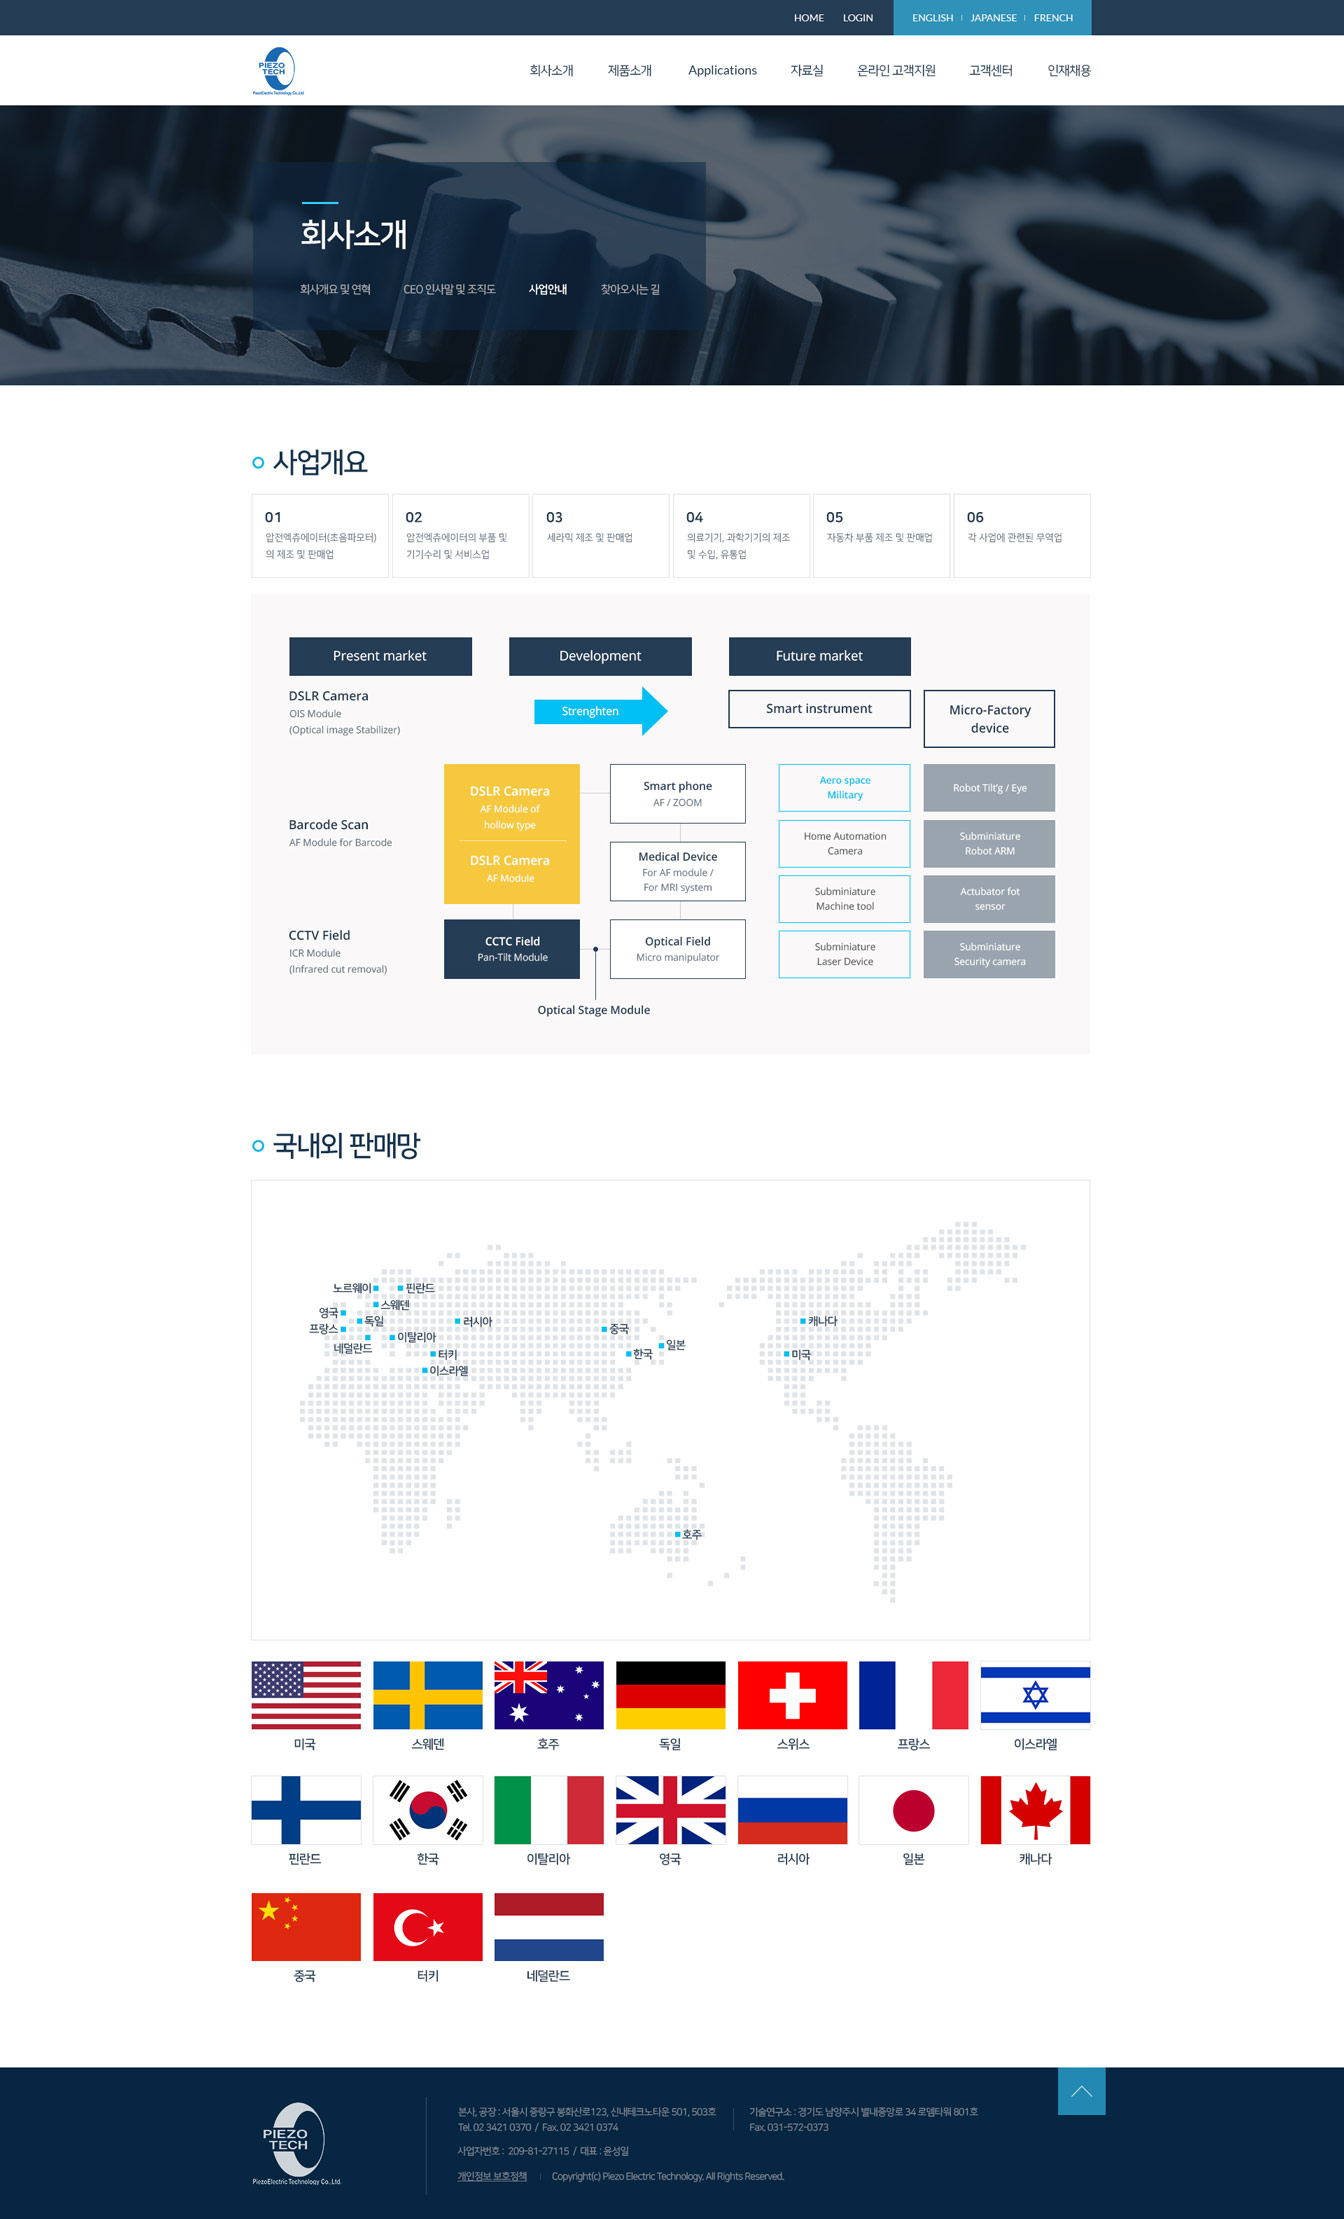 HOME LOGIN ENGLISH JAPANESE FRENCH
PIEZO
TECH
PiezoElectric Technology Co.,Ltd
회사소개 제품소개 Applications 자료실 온라인 고객지원 고객센터 인재채용
회사소개
회사개요 및 연혁 CEO 인사말 및 조직도 사업안내 찾아오시는 길
사업개요
01
압전엑츄에이터(초음파모터)
의 제조 및 판매업
02
압전엑츄에이터의 부품 및
기기수리 및 서비스업
03
세라믹 제조 및 판매업
04
의료기기, 과학기기의 제조
및 수입, 유통업
05
자동차 부품 제조 및 판매업
06
각 사업에 관련된 무역업
Present market
Development
Future market
DSLR Camera
OIS Module
(Optical image Stabilizer)
Strenghten
Smart instrument
Micro-Factory
device
Barcode Scan
AF Module for Barcode
CCTV Field
ICR Module
(Infrared cut removal)
DSLR Camera
AF Module of
hollow type
DSLR Camera
AF Module
CCTC Field
Pan-Tilt Module
Smart phone
AF / ZOOM
Medical Device
For AF module /
For MRI system
Optical Field
Micro manipulator
Optical Stage Module
Aero space
Military
Home Automation
Camera
Subminiature
Machine tool
Subminiature
Laser Device
Robot Tilt'g / Eye
Subminiature
Robot ARM
Actubator fot
sensor
Subminiature
Security camera
국내외 판매망
노르웨이
핀란드
스웨덴
영국
독일
프랑스
이탈리아
네덜란드
러시아
터키
이스라엘
중국
한국
일본
캐나다
미국
호주
미국 스웨덴 호주 독일 스위스 프랑스 이스라엘
핀란드 한국 이탈리아 영국 러시아 일본 캐나다
중국 터키 네덜란드
PIEZO
TECH
PiezoElectric Technology Co.,Ltd.
본사, 공장 : 서울시 중랑구 봉화산로123, 신내테크노타운 501, 503호
Tel. 02 3421 0370 / Fax. 02 3421 0374
기술연구소 : 경기도 남양주시 별내중앙로 34 로뎀타워 801호
Fax. 031-572-0373
사업자번호 : 209-81-27115 / 대표 : 윤성일
개인정보 보호정책 Copyright(c) Piezo Electric Technology. All Rights Reserved.